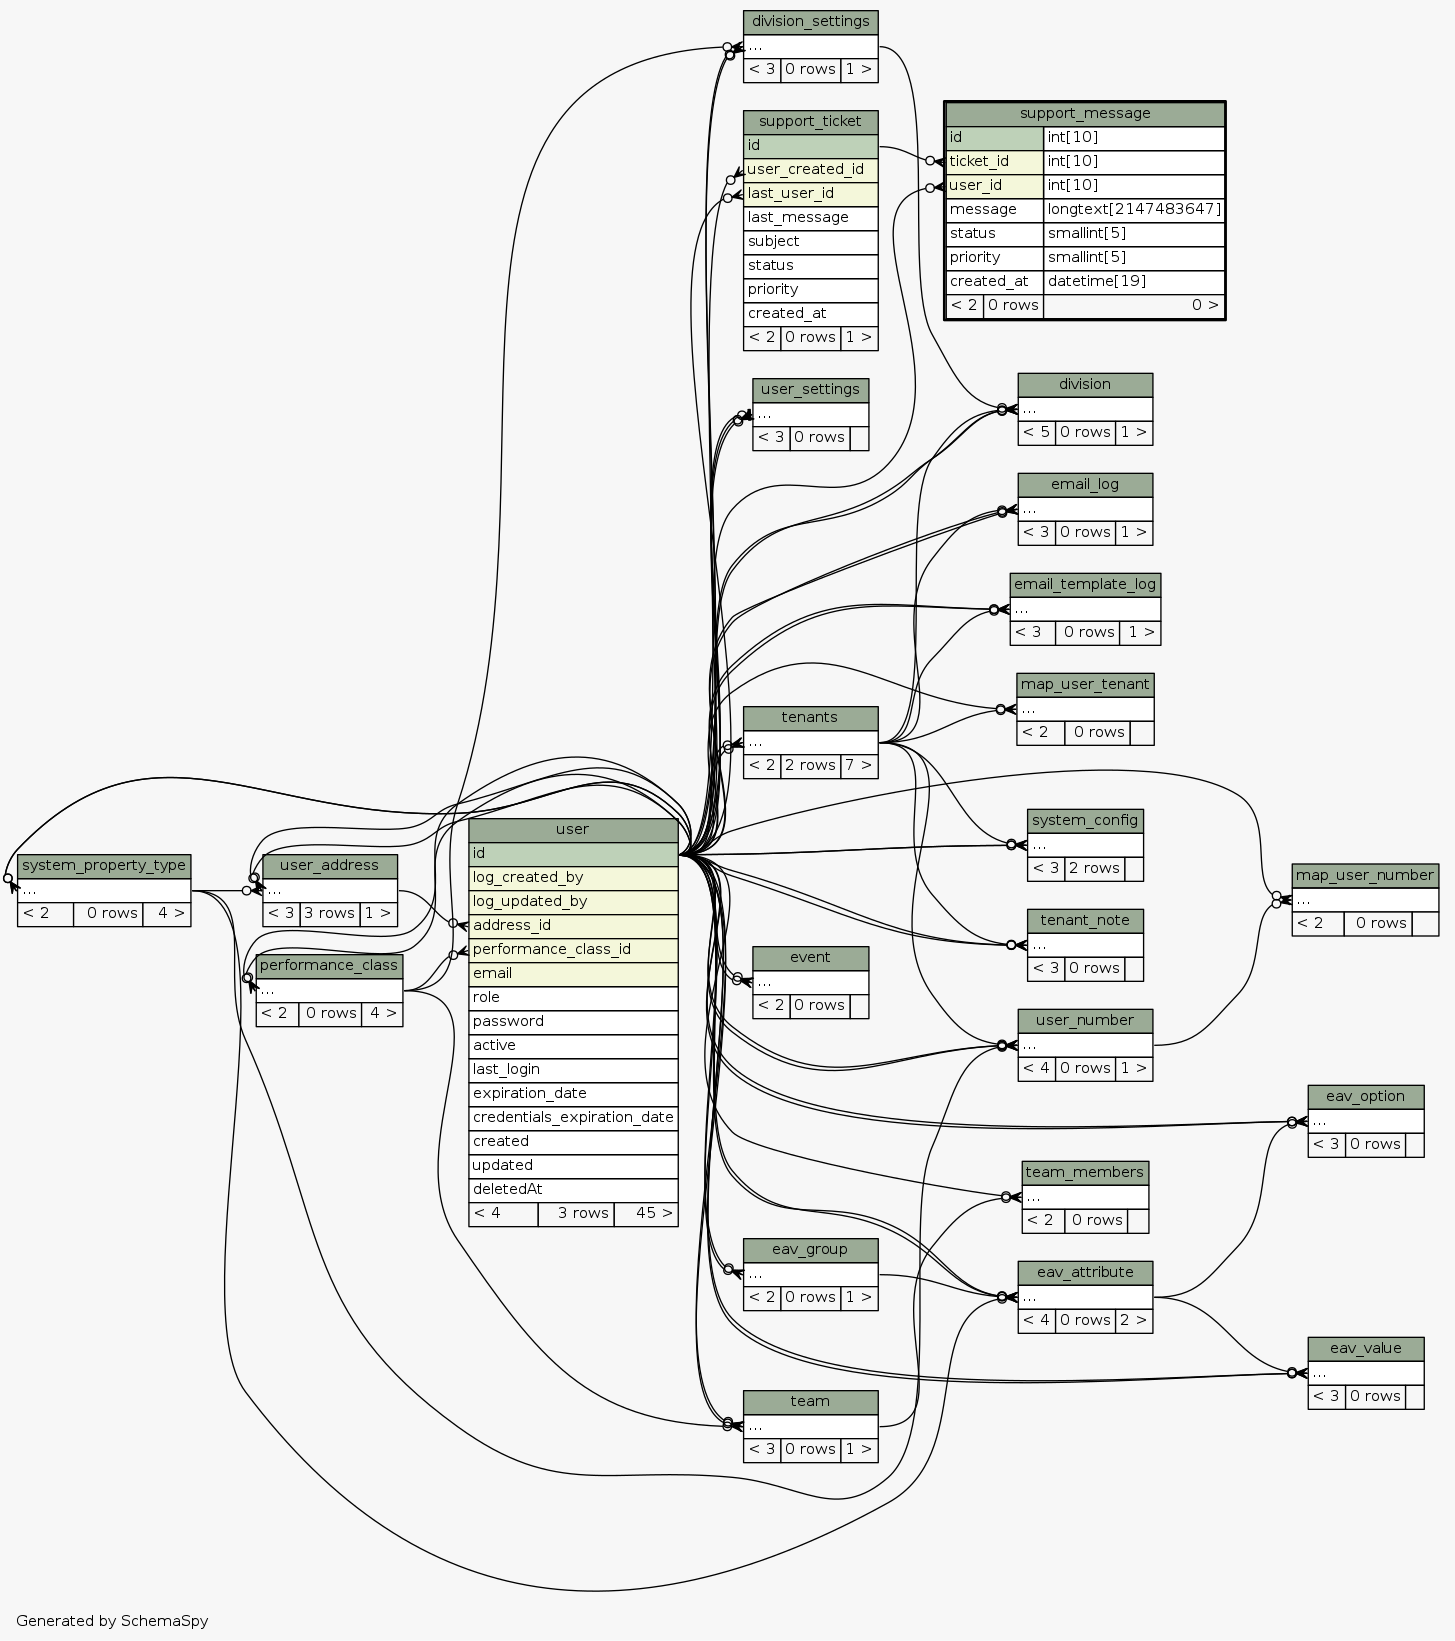 division_settings
...
< 3 0 rows 1 >
support_ticket
id
user_created_id
last_user_id
last_message
subject
status
priority
created_at
< 2 0 rows 1 >
support_message
id int[10]
ticket_id int[10]
user_id int[10]
message longtext[2147483647]
status smallint[5]
priority smallint[5]
created_at datetime[19]
< 2 0 rows 0 >
user_settings
...
< 3 0 rows
division
...
< 5 0 rows 1 >
email_log
...
< 3 0 rows 1 >
email_template_log
...
< 3 0 rows 1 >
map_user_tenant
...
< 2 0 rows
tenants
...
< 2 2 rows 7 >
system_config
...
< 3 2 rows
map_user_number
...
< 2 0 rows
tenant_note
...
< 3 0 rows
system_property_type
...
< 2 0 rows 4 >
user_address
...
< 3 3 rows 1 >
performance_class
...
< 2 0 rows 4 >
user
id
log_created_by
log_updated_by
address_id
performance_class_id
email
role
password
active
last_login
expiration_date
credentials_expiration_date
created
updated
deletedAt
< 4 3 rows 45 >
event
...
< 2 0 rows
user_number
...
< 4 0 rows 1 >
eav_option
...
< 3 0 rows
team_members
...
< 2 0 rows
eav_group
...
< 2 0 rows 1 >
eav_attribute
...
< 4 0 rows 2 >
eav_value
...
< 3 0 rows
team
...
< 3 0 rows 1 >
Generated by SchemaSpy